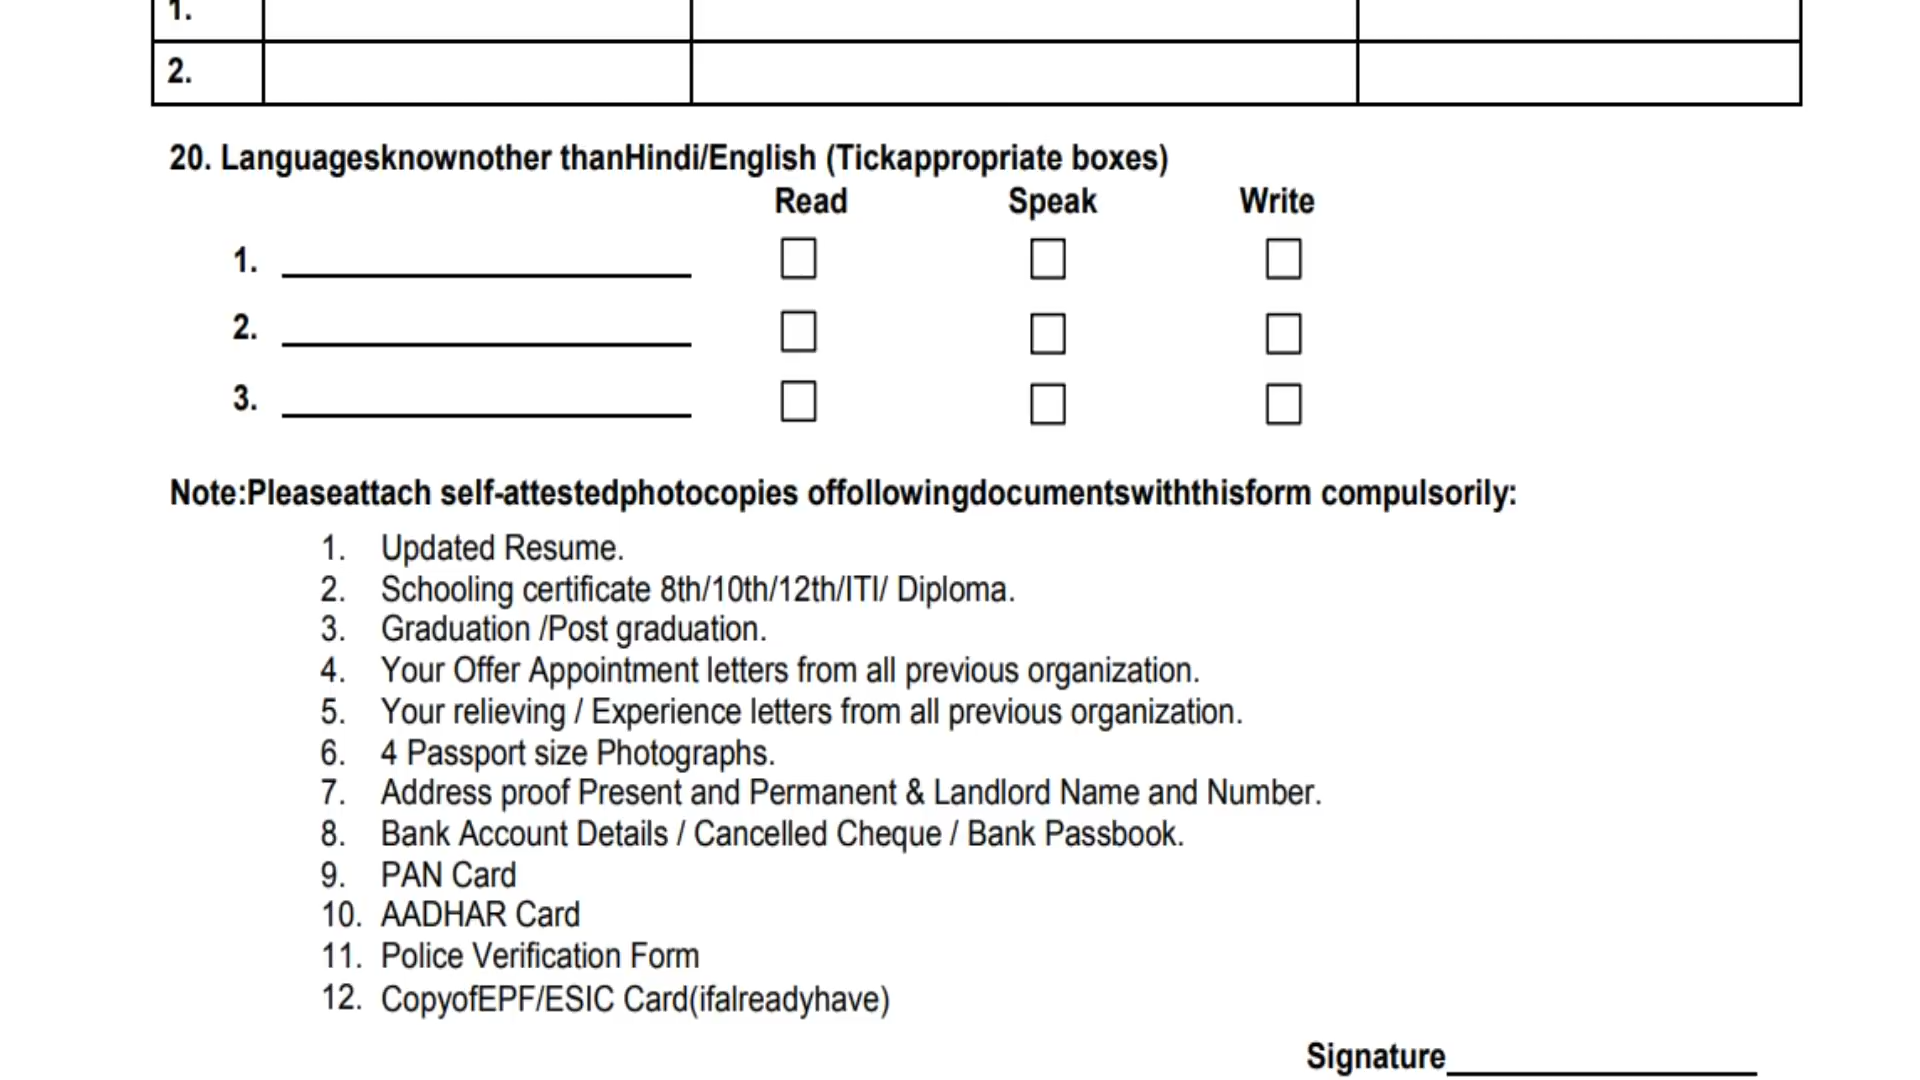 1.
2.
20. Languagesknownother thanHindi/English (Tickappropriate boxes)
Read Speak Write
1.
2.
3.
Note:Pleaseattach self-attestedphotocopies offollowingdocumentswiththisform compulsorily:
1. Updated Resume.
2. Schooling certificate 8th/10th/12th/ITI/ Diploma.
3. Graduation /Post graduation.
4. Your Offer Appointment letters from all previous organization.
5. Your relieving / Experience letters from all previous organization.
6. 4 Passport size Photographs.
7. Address proof Present and Permanent & Landlord Name and Number.
8. Bank Account Details / Cancelled Cheque / Bank Passbook.
9. PAN Card
10. AADHAR Card
11. Police Verification Form
12. CopyofEPF/ESIC Card(ifalreadyhave)
Signature